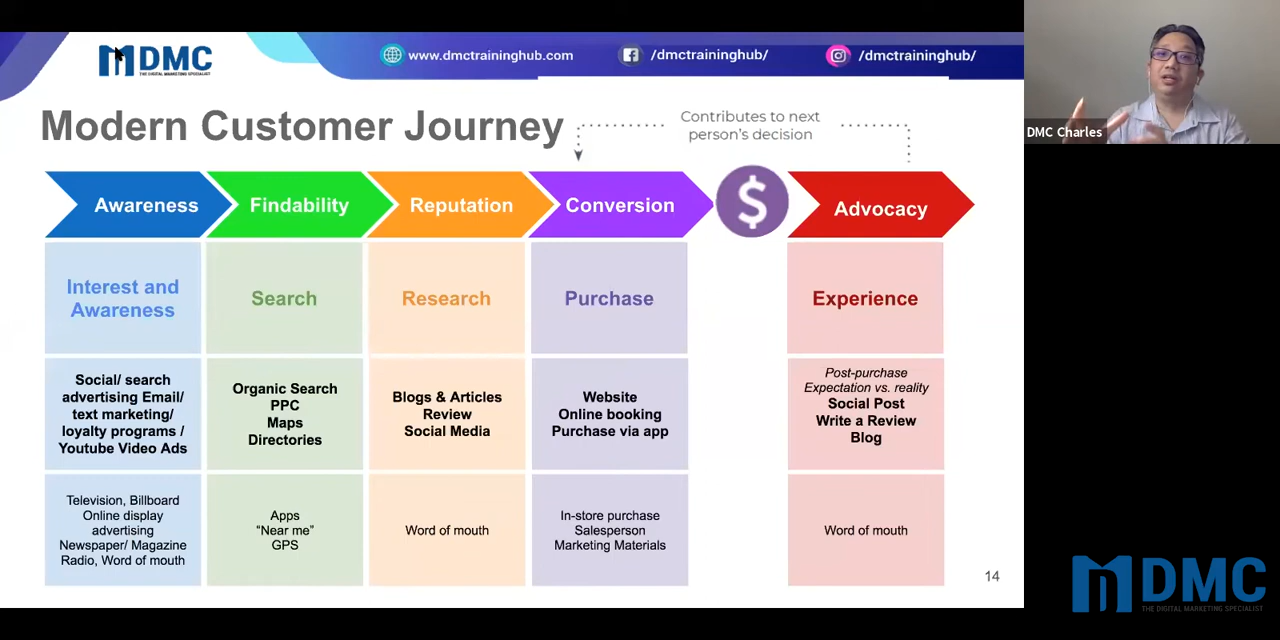 DMC
THE DIGITAL MARKETING SPECIALIST
www.dmctraininghub.com
/dmctraininghub/
/dmctraininghub/
DMC Charles
Modern Customer Journey
Contributes to next
person's decision
Awareness
Findability
Reputation
Conversion
$
Advocacy
Interest and
Awareness
Search
Research
Purchase
Experience
Social/ search
advertising Email/
text marketing/
loyalty programs /
Youtube Video Ads
Organic Search
PPC
Maps
Directories
Blogs & Articles
Review
Social Media
Website
Online booking
Purchase via app
Post-purchase
Expectation vs. reality
Social Post
Write a Review
Blog
Television, Billboard
Online display
advertising
Newspaper/ Magazine
Radio, Word of mouth
Apps
“Near me”
GPS
Word of mouth
In-store purchase
Salesperson
Marketing Materials
Word of mouth
14
DMC
THE DIGITAL MARKETING SPECIALIST